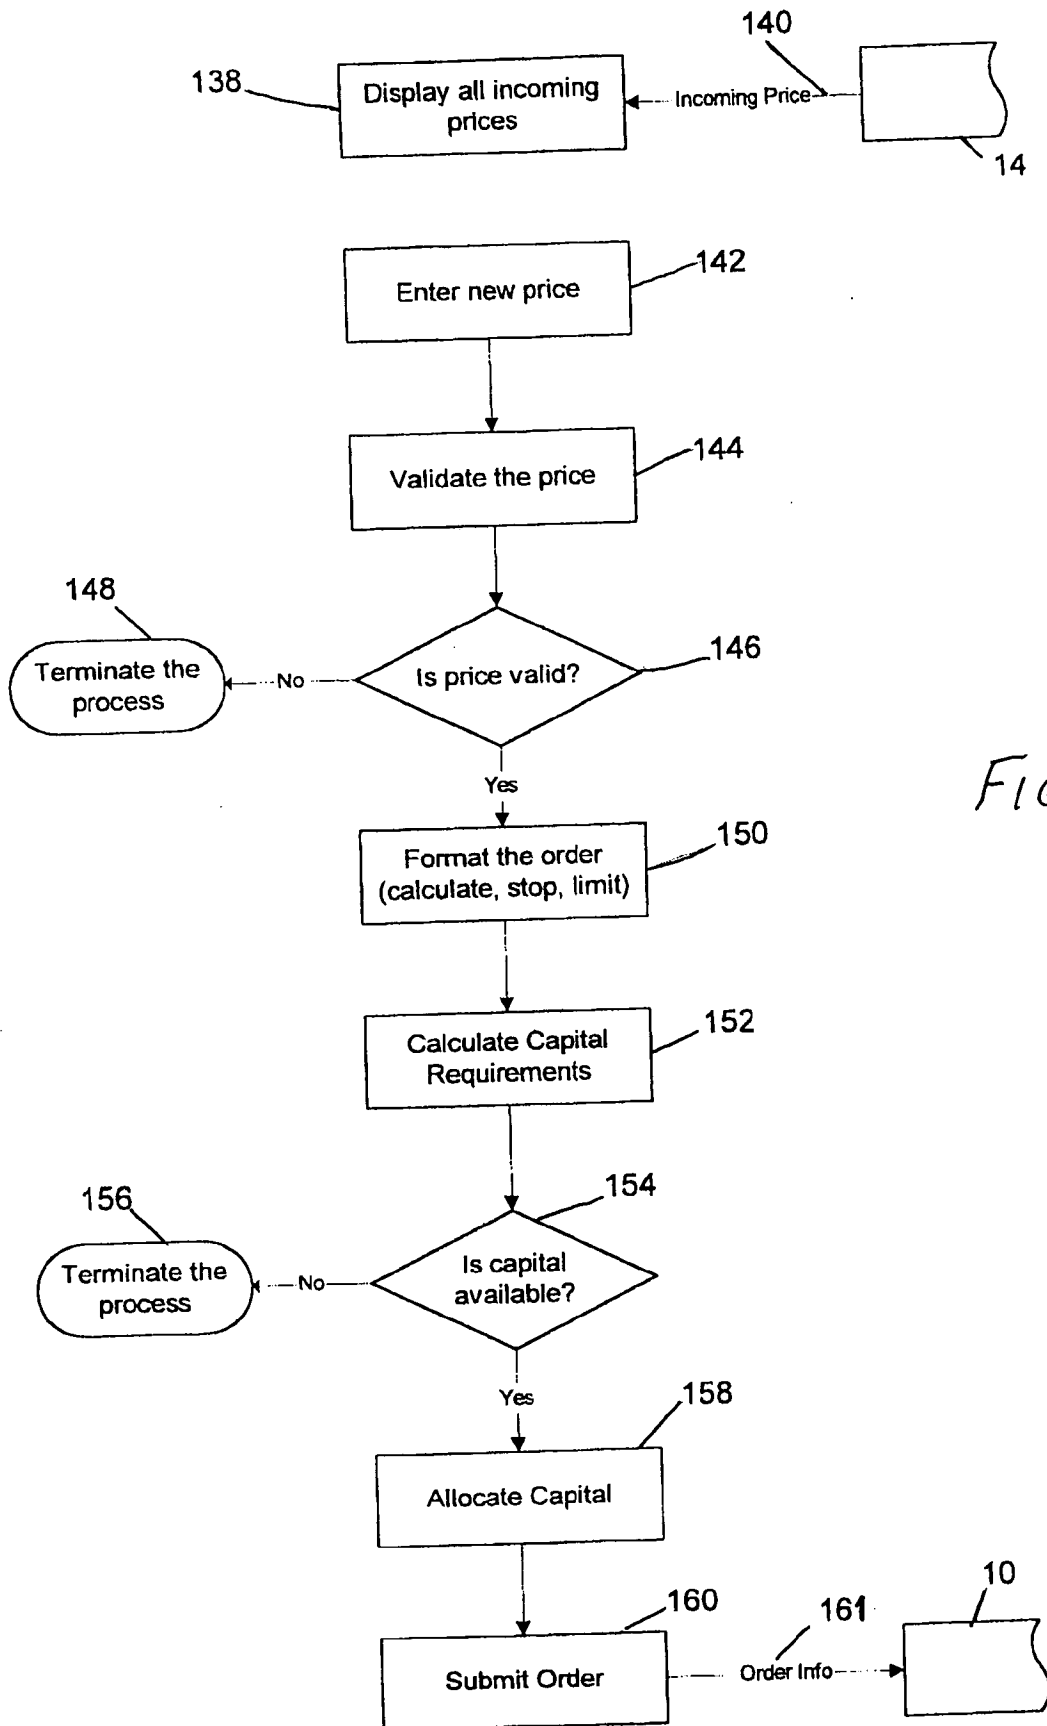 140
138
Display all incoming
prices
Incoming Price
14
142
Enter new price
144
Validate the price
148
Terminate the
process
No
Is price valid?
146
Yes
150
Format the order
(calculate, stop, limit)
152
Calculate Capital
Requirements
154
156
Terminate the
process
No
Is capital
available?
Yes
158
Allocate Capital
160
161
10
Submit Order
Order Info